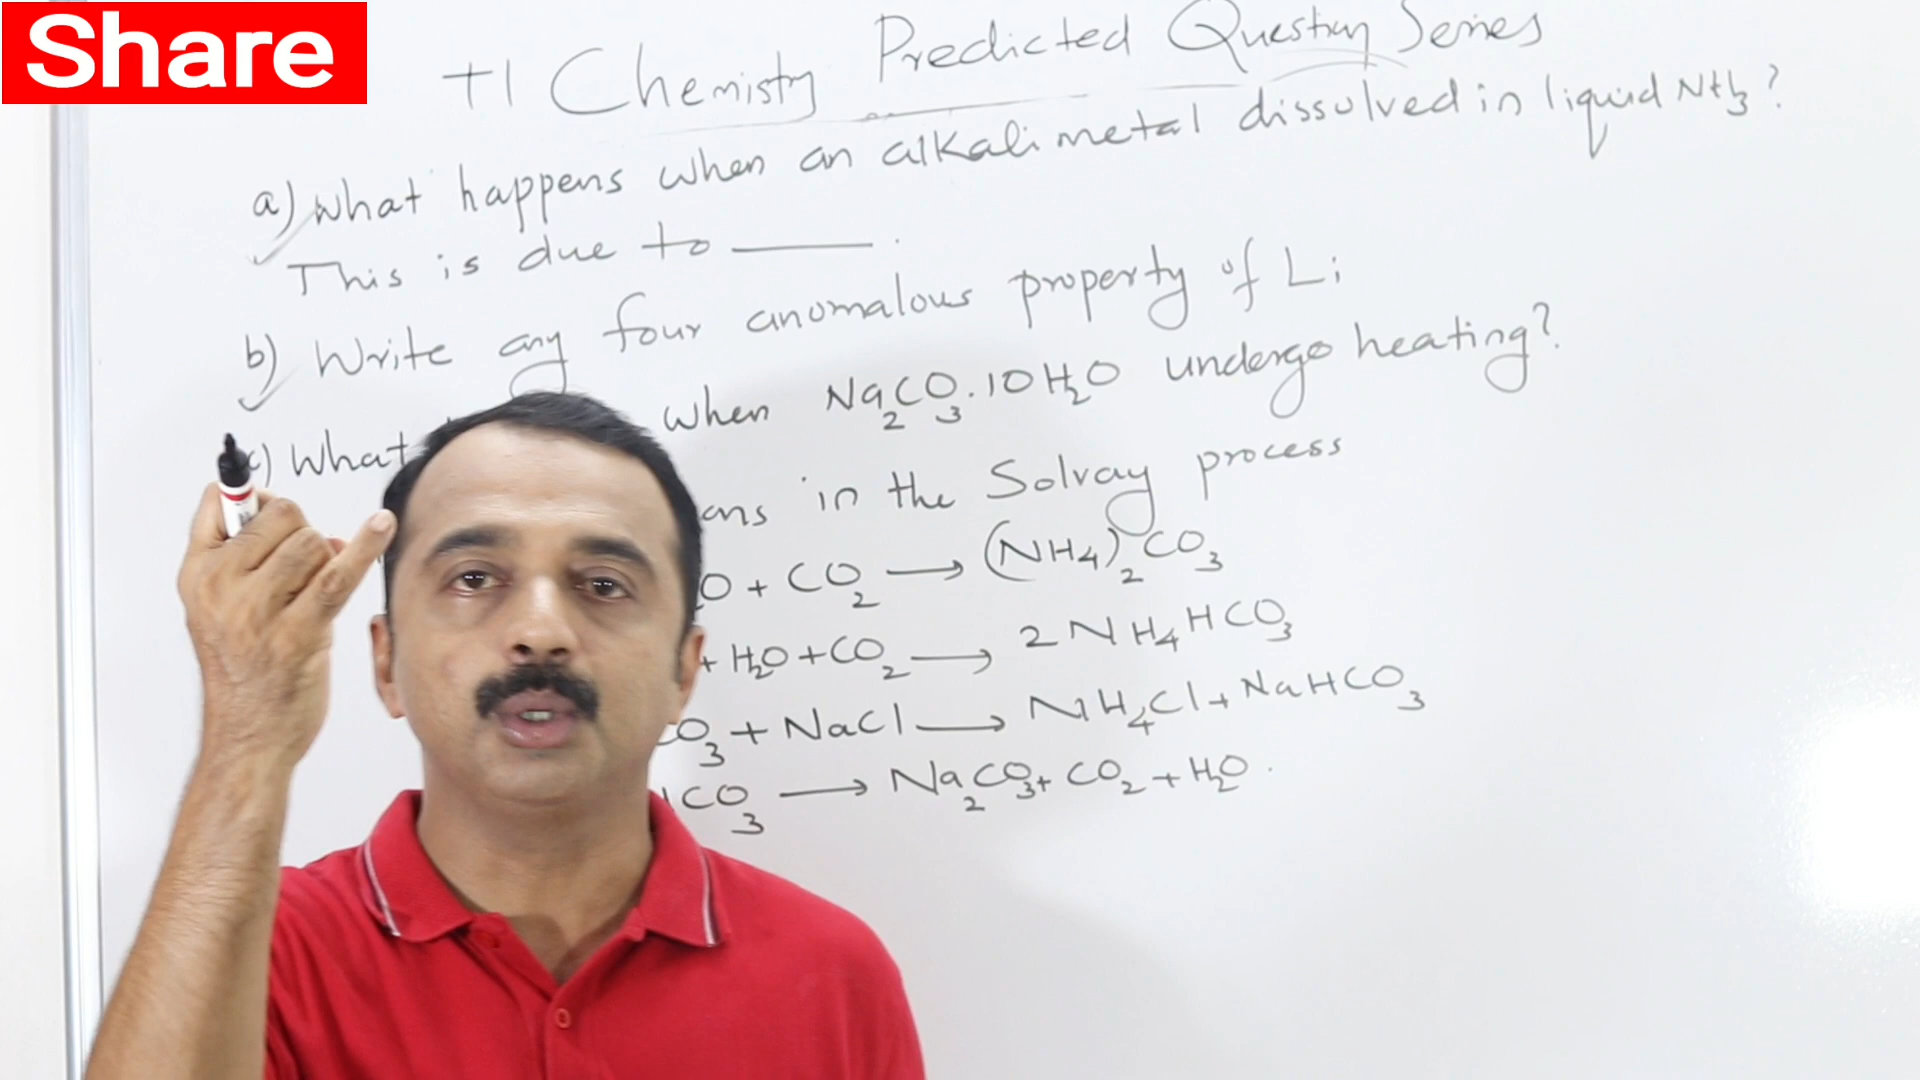 Share
+1 Chemistry Predicted Question Series
a) What happens when an alkali metal dissolved in liquid NH3?
This is due to ———.
b) Write any four anomalous property of Li
c) What when Na2CO3.10H2O undergo heating?
in the Solvay process
O + CO2 → (NH4)2CO3
+ H2O + CO2 → 2NH4HCO3
CO3 + NaCl → NH4Cl + NaHCO3
CO3 → Na2CO3 + CO2 + H2O.